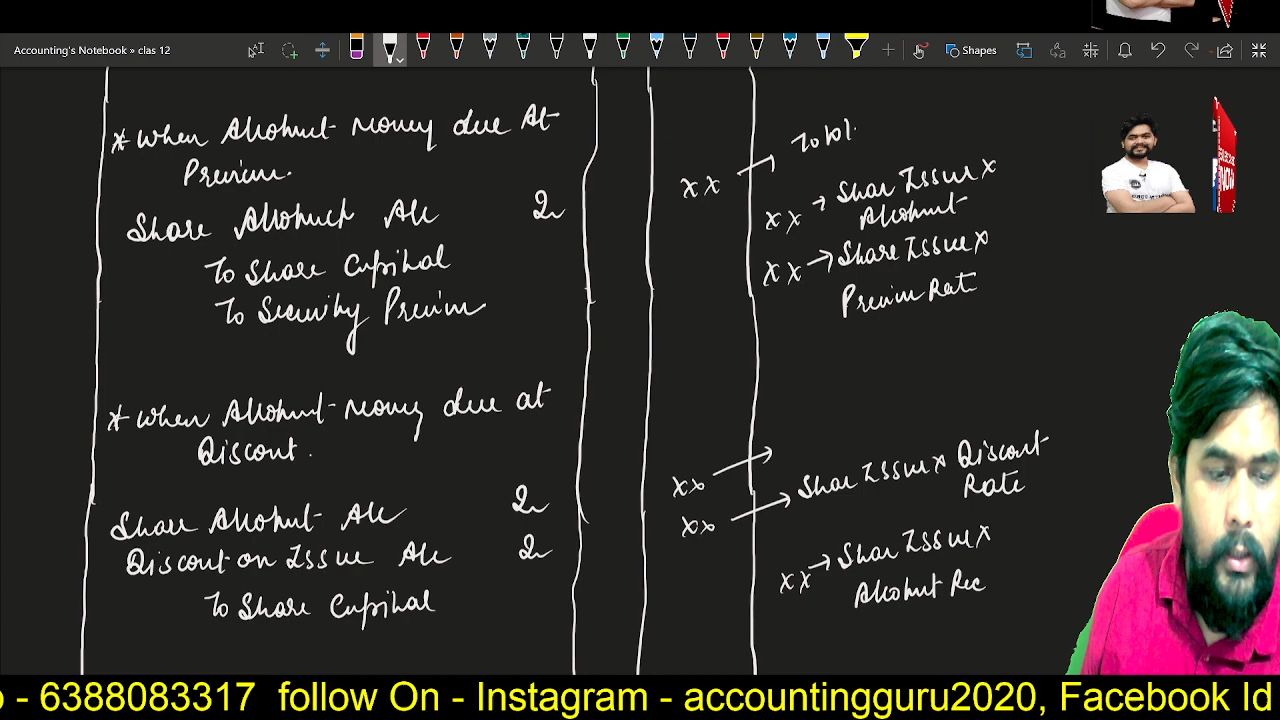 Accounting's Notebook » clas 12
Shapes
* When Allotment Money due At
Premium.
Share Allotment A/c Dr
To Share Capital
To Security Premium
Total
xx
xx → Share Issue x
Allotment
xx → Share Issue x
Premium Rate
* When Allotment Money due at
Discount.
Share Allotment A/c Dr
Discount on Issue A/c Dr
To Share Capital
xx
xx → Share Issue x Discount
Rate
xx → Share Issue x
Allotment Rec
- 6388083317 follow On - Instagram - accountingguru2020, Facebook Id